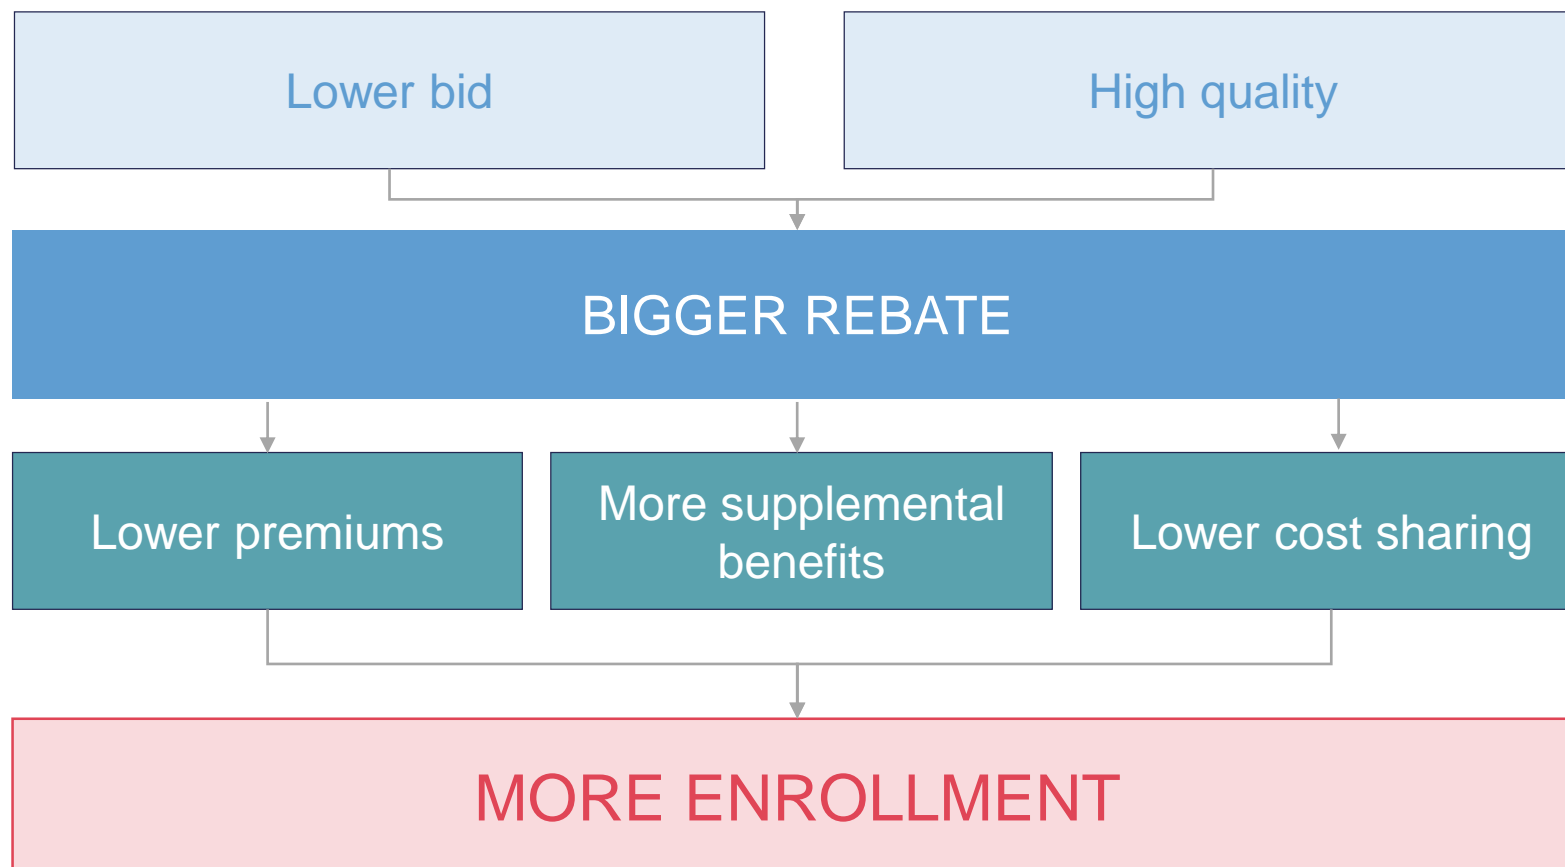 Lower bid
High quality
BIGGER REBATE
Lower premiums
More supplemental
benefits
Lower cost sharing
MORE ENROLLMENT